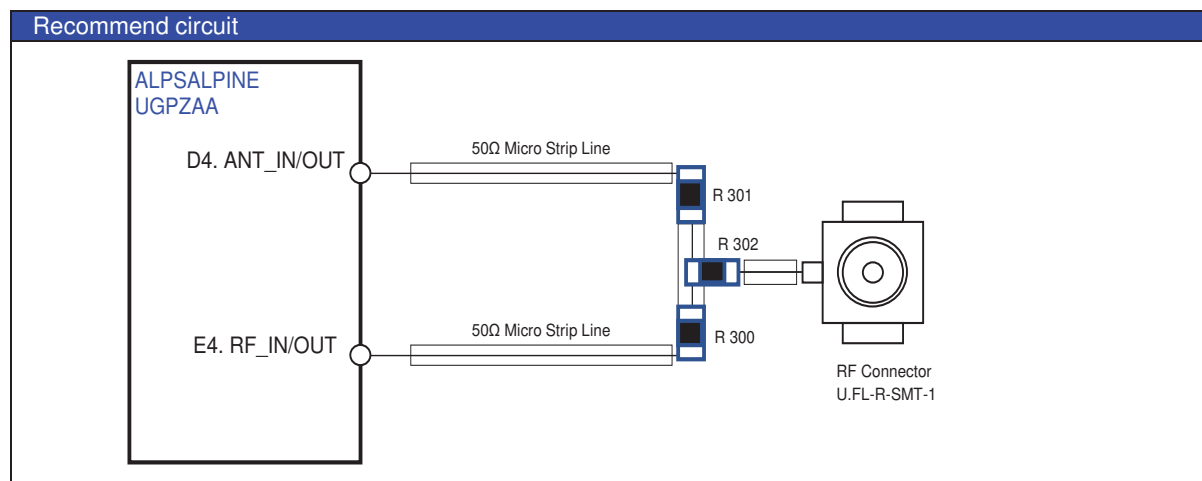 Recommend circuit
ALPSALPINE
UGPZAA
D4. ANT_IN/OUT
50Ω Micro Strip Line
R 301
R 302
E4. RF_IN/OUT
50Ω Micro Strip Line
R 300
RF Connector
U.FL-R-SMT-1